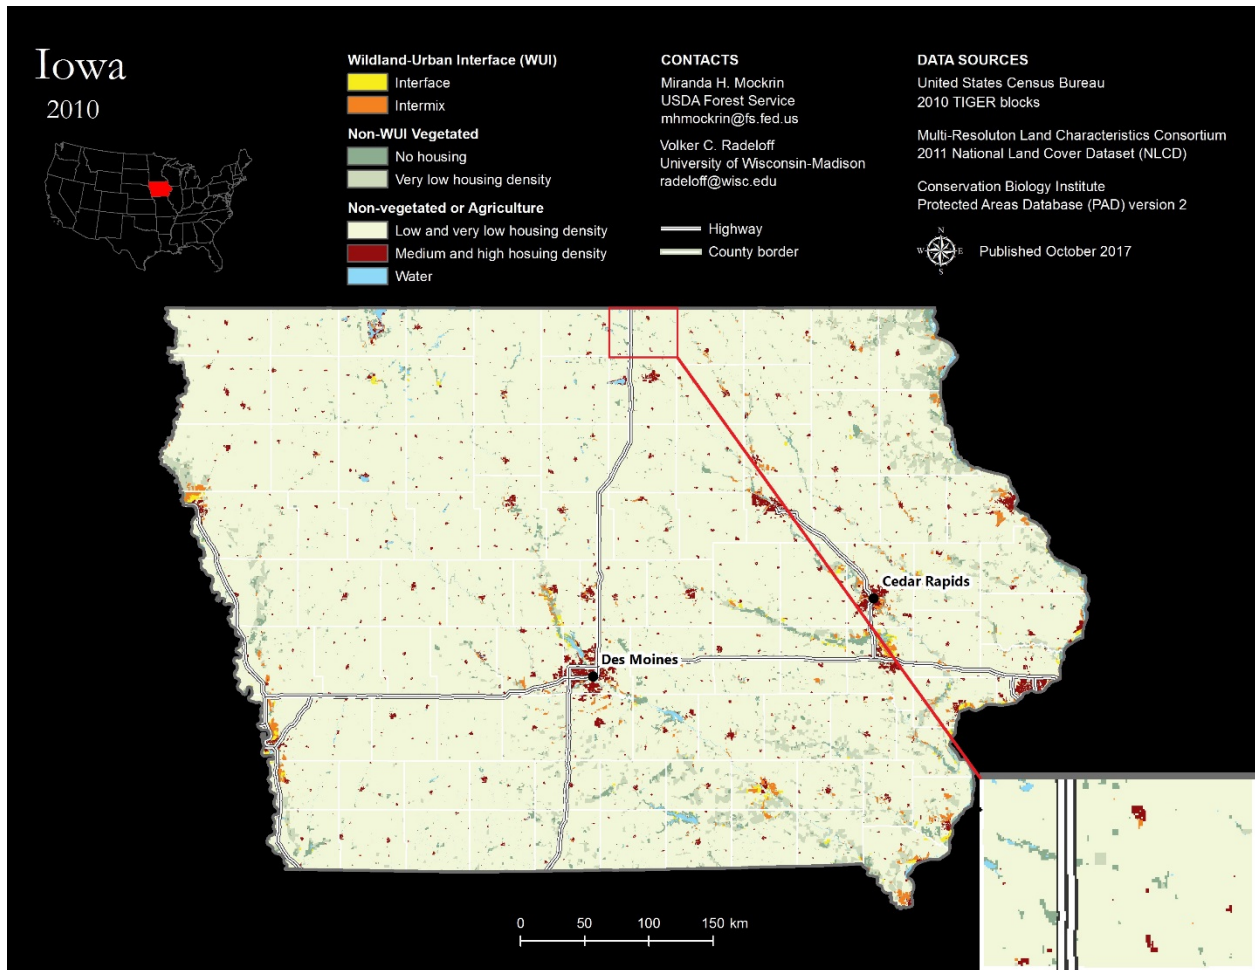 Iowa
2010
Wildland-Urban Interface (WUI)
Interface
Intermix
Non-WUI Vegetated
No housing
Very low housing density
Non-vegetated or Agriculture
Low and very low housing density
Medium and high hosuing density
Water
CONTACTS
Miranda H. Mockrin
USDA Forest Service
mhmockrin@fs.fed.us
Volker C. Radeloff
University of Wisconsin-Madison
radeloff@wisc.edu
Highway
County border
DATA SOURCES
United States Census Bureau
2010 TIGER blocks
Multi-Resoluton Land Characteristics Consortium
2011 National Land Cover Dataset (NLCD)
Conservation Biology Institute
Protected Areas Database (PAD) version 2
N
W E
S
Published October 2017
Cedar Rapids
Des Moines
0 50 100 150 km